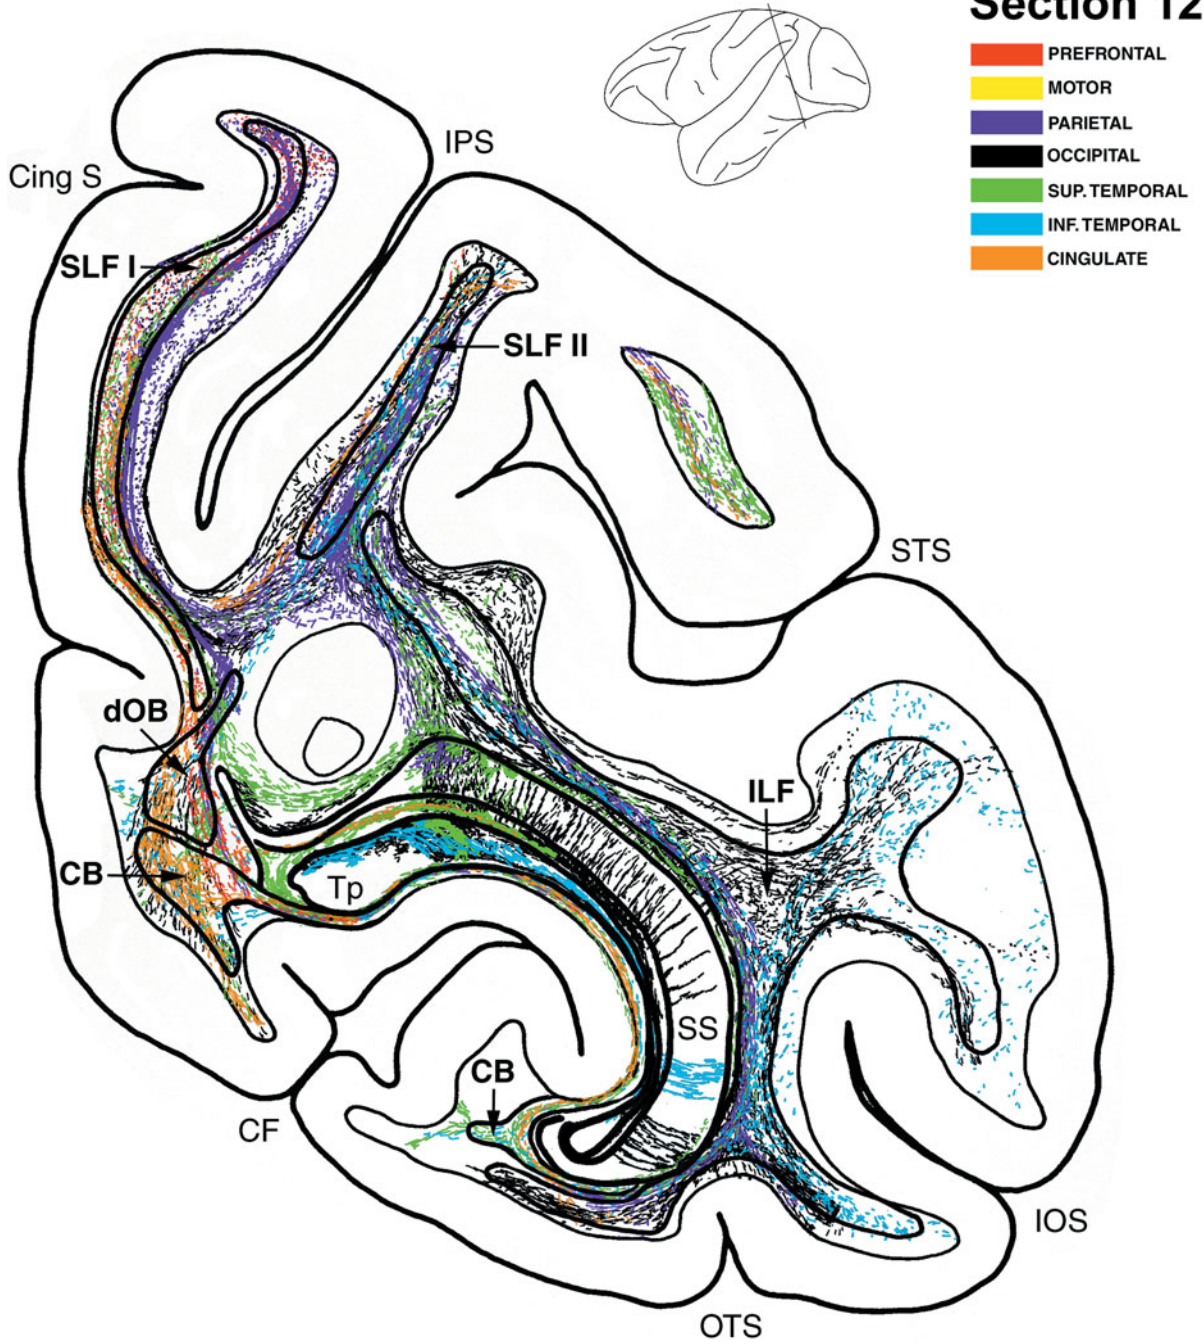 Section 12
PREFRONTAL
MOTOR
PARIETAL
OCCIPITAL
SUP. TEMPORAL
INF. TEMPORAL
CINGULATE
IPS
Cing S
SLF I
SLF II
STS
dOB
ILF
CB
Tp
SS
CB
CF
IOS
OTS